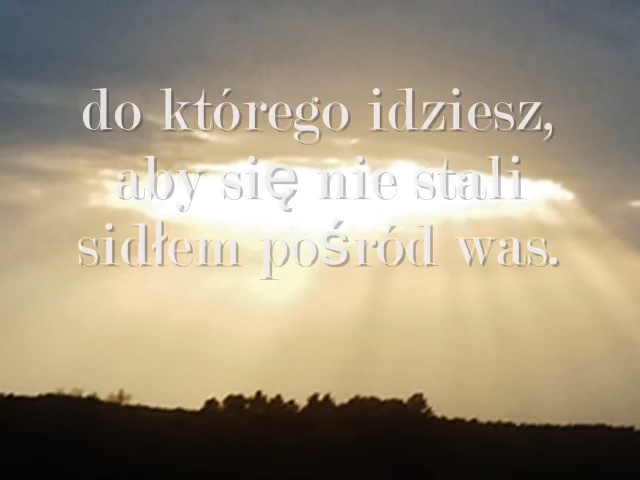 do którego idziesz,
aby się nie stali
sidłem pośród was.